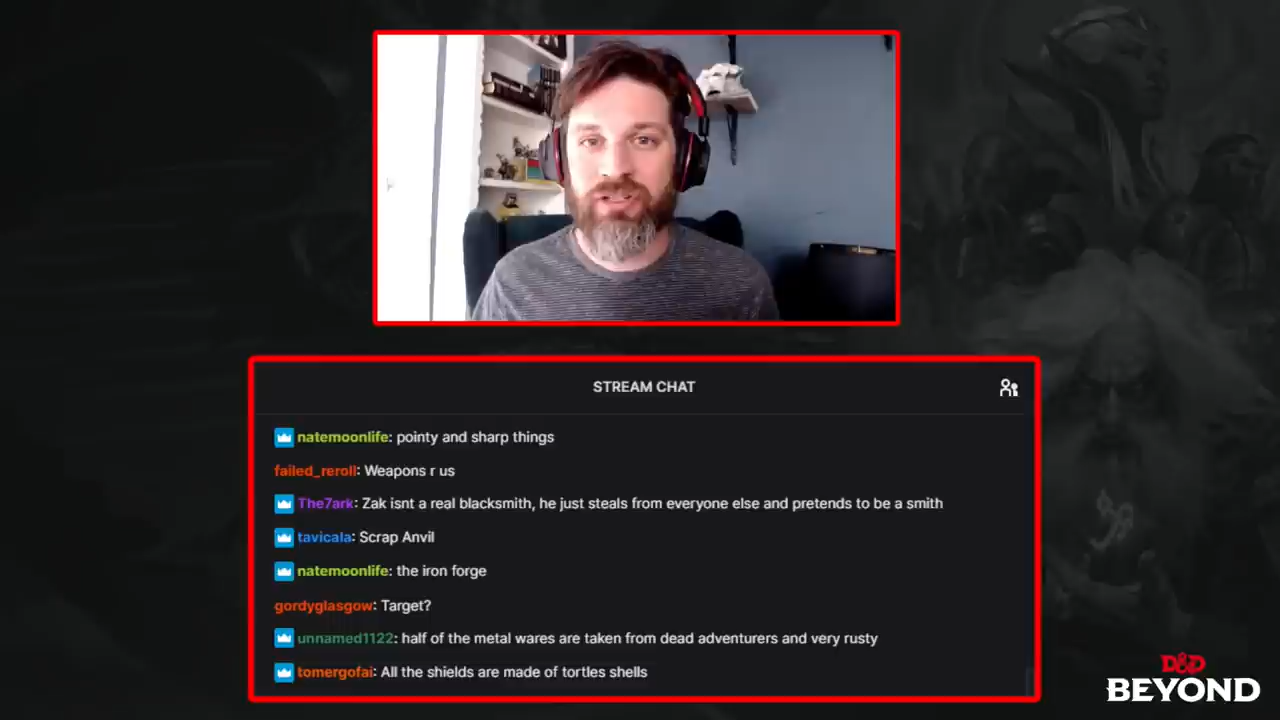 STREAM CHAT
natemoonlife: pointy and sharp things
failed_reroll: Weapons r us
The7ark: Zak isnt a real blacksmith, he just steals from everyone else and pretends to be a smith
tavicala: Scrap Anvil
natemoonlife: the iron forge
gordyglasgow: Target?
unnamed1122: half of the metal wares are taken from dead adventurers and very rusty
tomergofai: All the shields are made of tortles shells
D&D
BEYOND